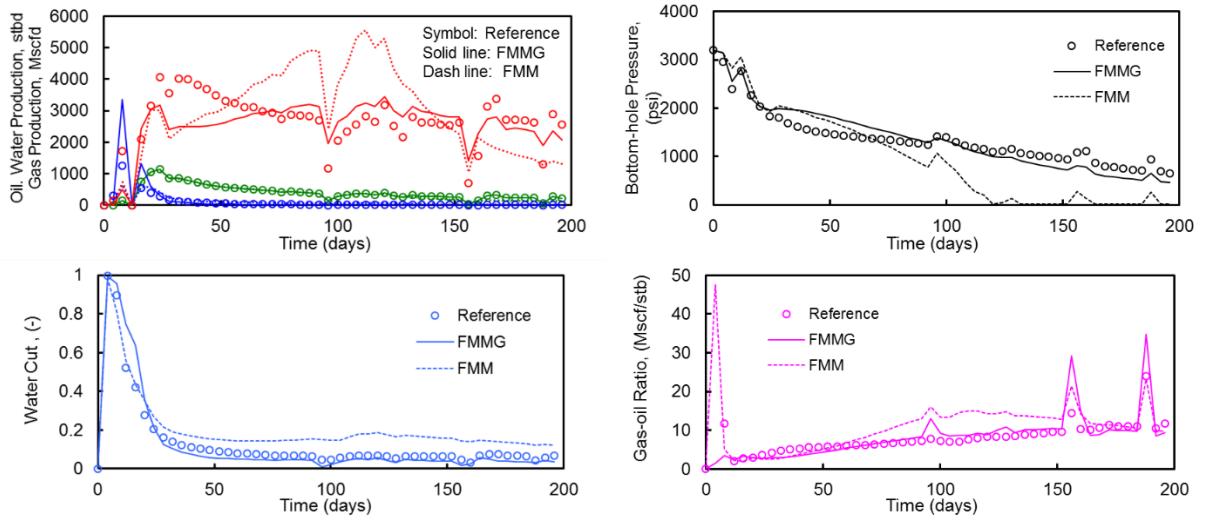 Oil, Water Production, stbd
Gas Production, Mscfd
6000
5000
4000
3000
2000
1000
0
Symbol: Reference
Solid line: FMMG
Dash line: FMM
0
50
100
150
200
Time (days)
Bottom-hole Pressure,
(psi)
4000
3000
2000
1000
0
Reference
FMMG
FMM
0
50
100
150
200
Time (days)
Water Cut , (-)
1
0.8
0.6
0.4
0.2
0
Reference
FMMG
FMM
0
50
100
150
200
Time (days)
Gas-oil Ratio, (Mscf/stb)
50
40
30
20
10
0
Reference
FMMG
FMM
0
50
100
150
200
Time (days)